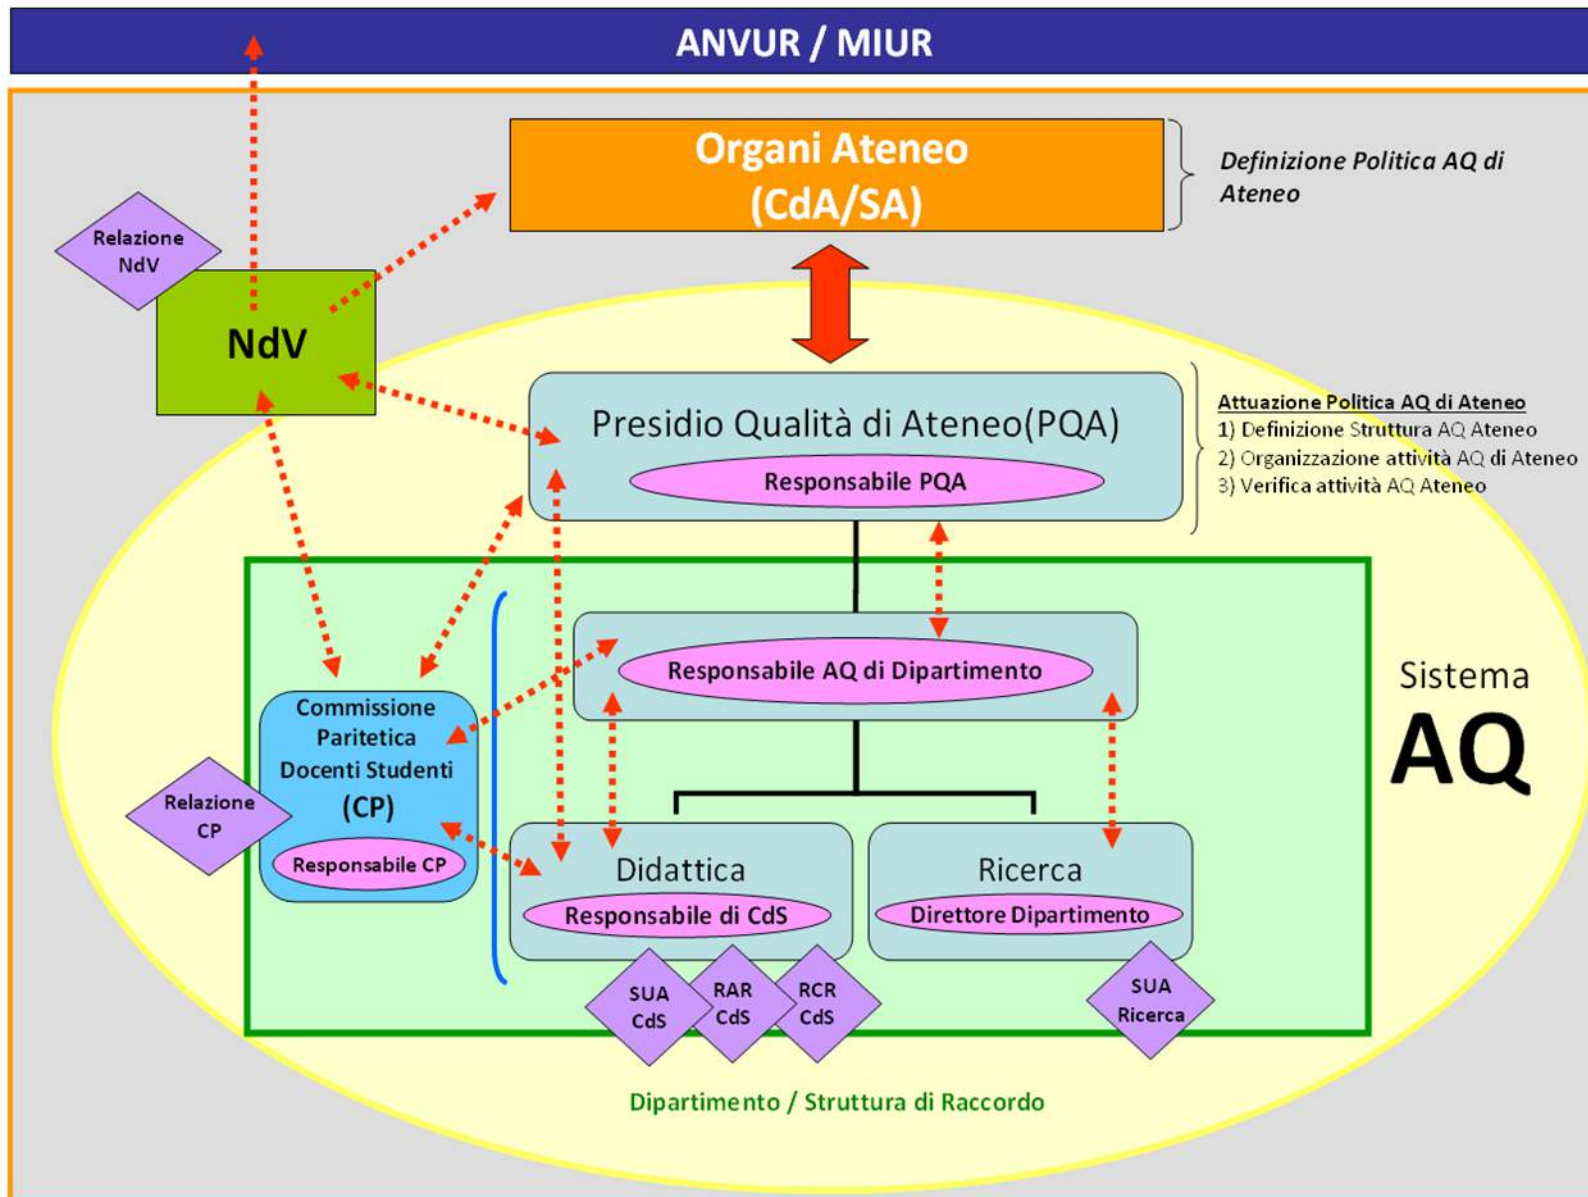 ANVUR / MIUR
Organi Ateneo
(CdA/SA)
Definizione Politica AQ di
Ateneo
Relazione
NdV
NdV
Presidio Qualità di Ateneo(PQA)
Responsabile PQA
Attuazione Politica AQ di Ateneo
1) Definizione Struttura AQ Ateneo
2) Organizzazione attività AQ di Ateneo
3) Verifica attività AQ Ateneo
Responsabile AQ di Dipartimento
Sistema
AQ
Commissione
Paritetica
Docenti Studenti
(CP)
Responsabile CP
Relazione
CP
Didattica
Responsabile di CdS
Ricerca
Direttore Dipartimento
SUA
CdS
RAR
CdS
RCR
CdS
SUA
Ricerca
Dipartimento / Struttura di Raccordo